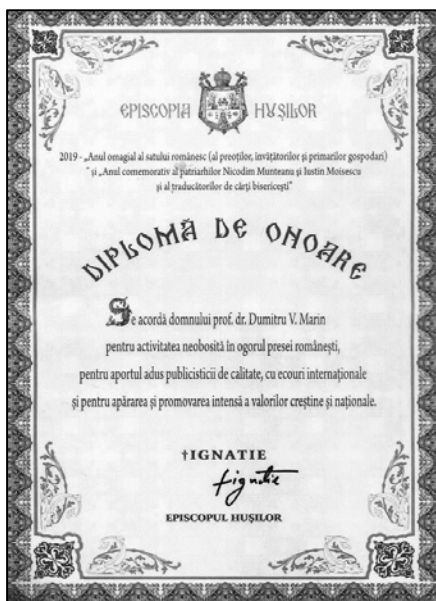 EPISCOPIA HUȘILOR
2019 - „Anul omagial al satului românesc (al preoților, învățătorilor și primarilor gospodari)
" și „Anul comemorativ al patriarhilor Nicodim Munteanu și Iustin Moisescu
și al traducătorilor de cărți bisericești"
DIPLOMĂ DE ONOARE
Se acordă domnului prof. dr. Dumitru V. Marin
pentru activitatea neobosită în ogorul presei românești,
pentru aportul adus publicisticii de calitate, cu ecouri internaționale
și pentru apărarea și promovarea intensă a valorilor creștine și naționale.
†IGNATIE
†Ignatie
EPISCOPUL HUȘILOR